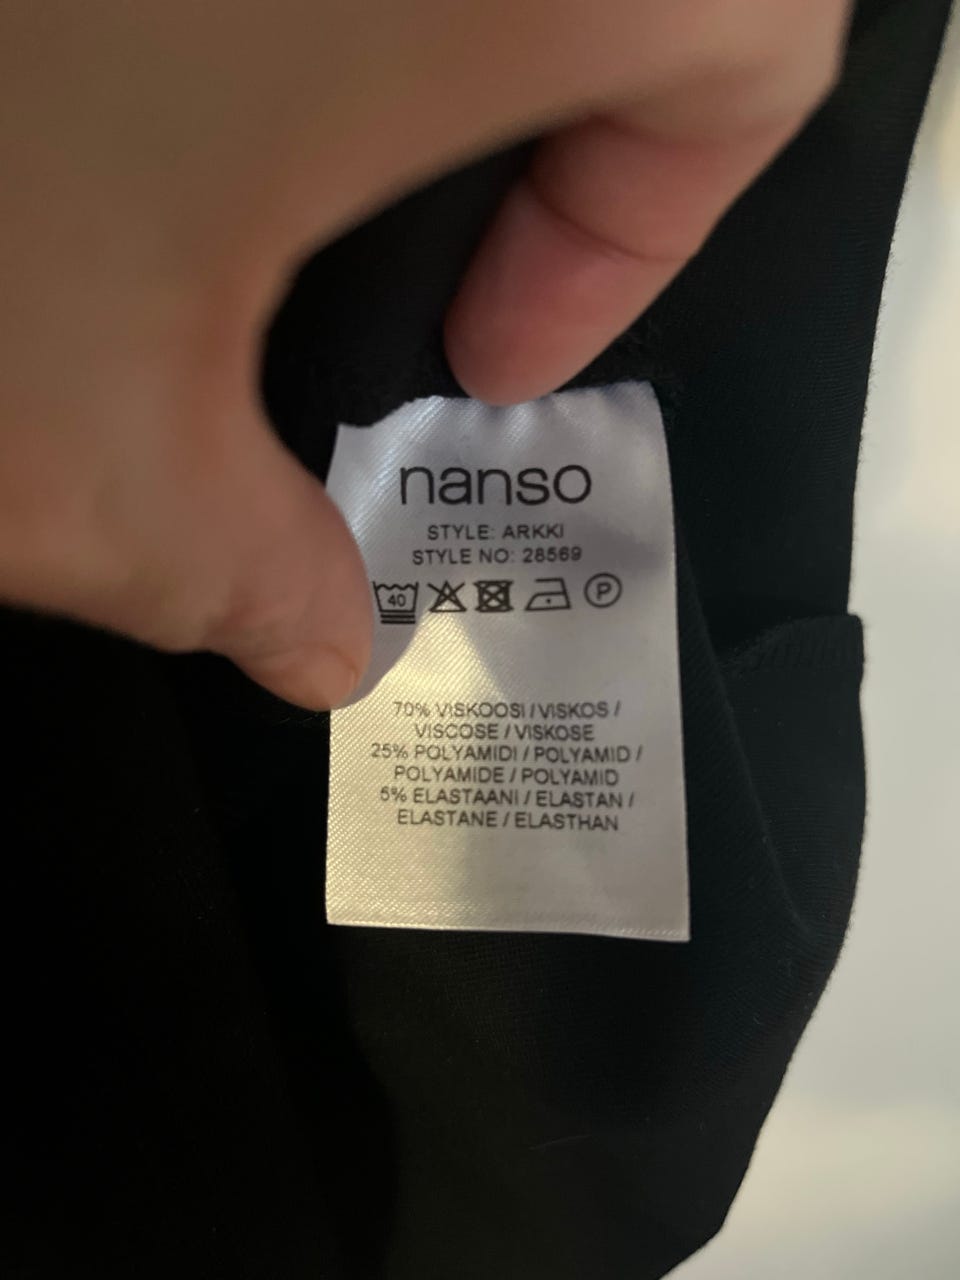 nanso
STYLE: ARKKI
STYLE NO: 28569
40 P
70% VISKOOSI / VISKOS /
VISCOSE / VISKOSE
25% POLYAMIDI / POLYAMID /
POLYAMIDE / POLYAMID
5% ELASTAANI / ELASTAN /
ELASTANE / ELASTHAN